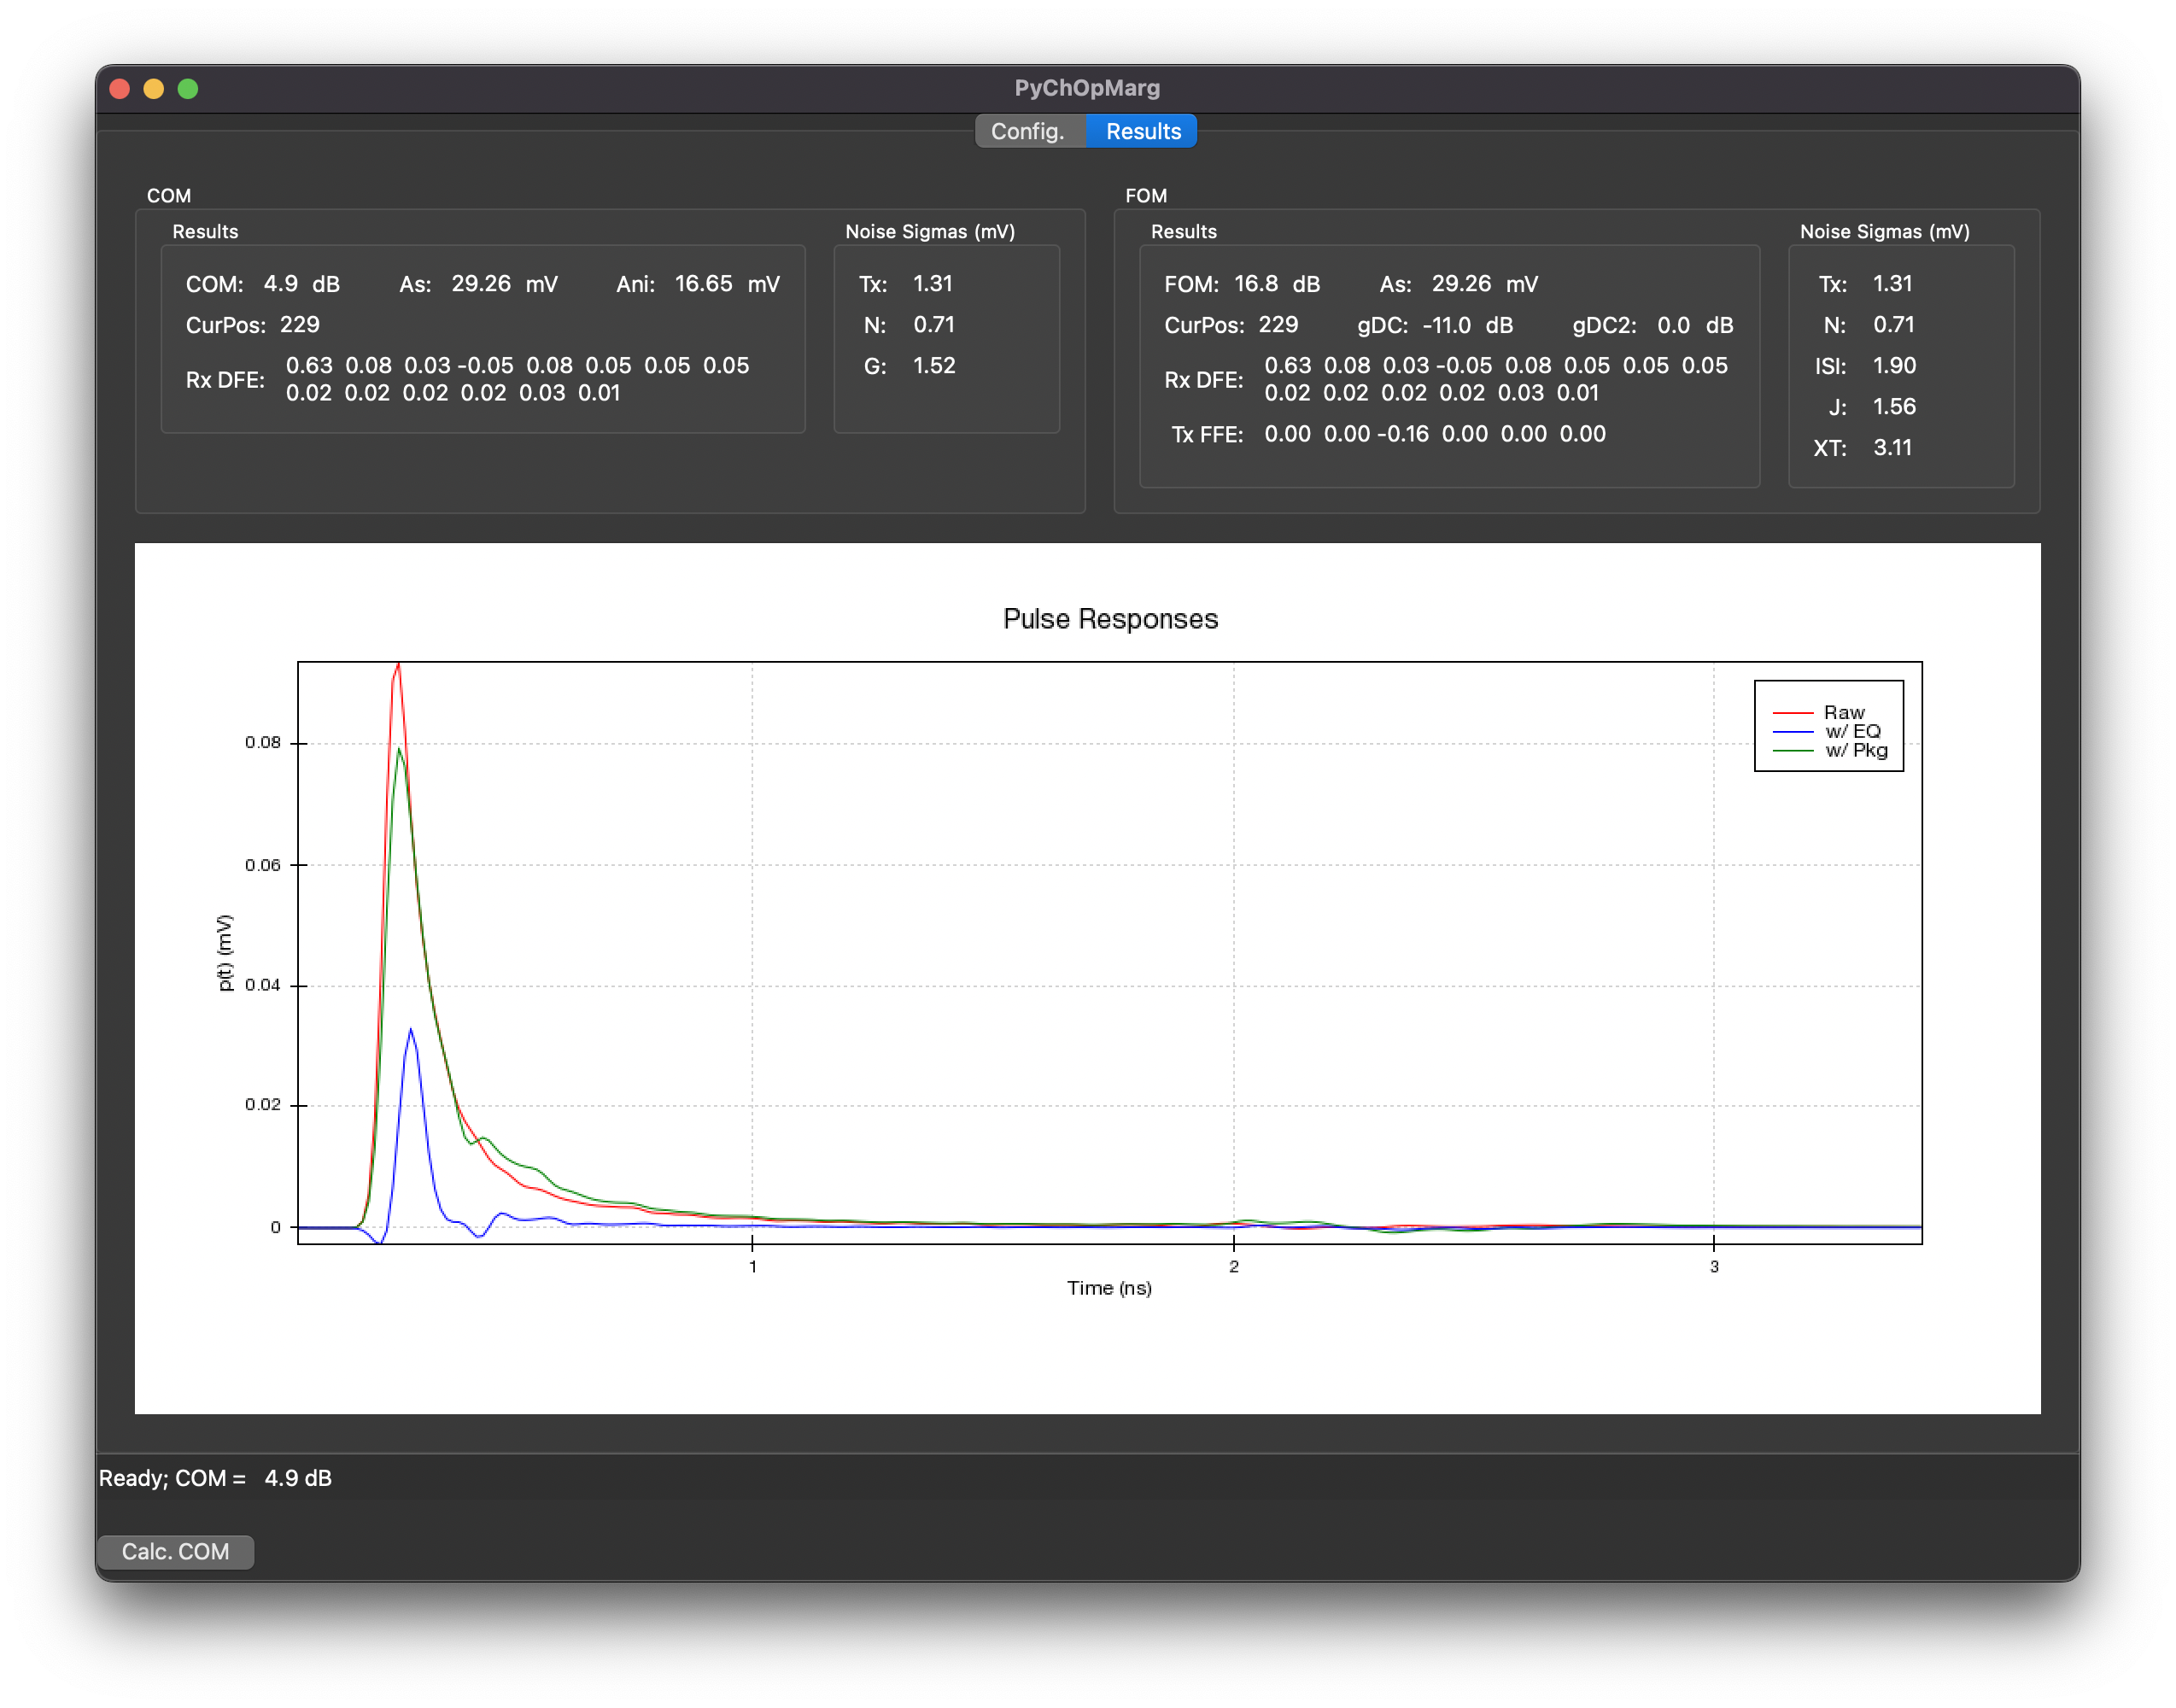 PyChOpMarg
Config. Results
COM
Results
COM: 4.9 dB As: 29.26 mV Ani: 16.65 mV
CurPos: 229
Rx DFE: 0.63 0.08 0.03 -0.05 0.08 0.05 0.05 0.05
0.02 0.02 0.02 0.02 0.03 0.01
Noise Sigmas (mV)
Tx: 1.31
N: 0.71
G: 1.52
FOM
Results
FOM: 16.8 dB As: 29.26 mV
CurPos: 229 gDC: -11.0 dB gDC2: 0.0 dB
Rx DFE: 0.63 0.08 0.03 -0.05 0.08 0.05 0.05 0.05
0.02 0.02 0.02 0.02 0.03 0.01
Tx FFE: 0.00 0.00 -0.16 0.00 0.00 0.00
Noise Sigmas (mV)
Tx: 1.31
N: 0.71
ISI: 1.90
J: 1.56
XT: 3.11
Pulse Responses
Raw
w/ EQ
w/ Pkg
0.08
0.06
0.04
0.02
0
p(t) (mV)
1 2 3
Time (ns)
Ready; COM = 4.9 dB
Calc. COM